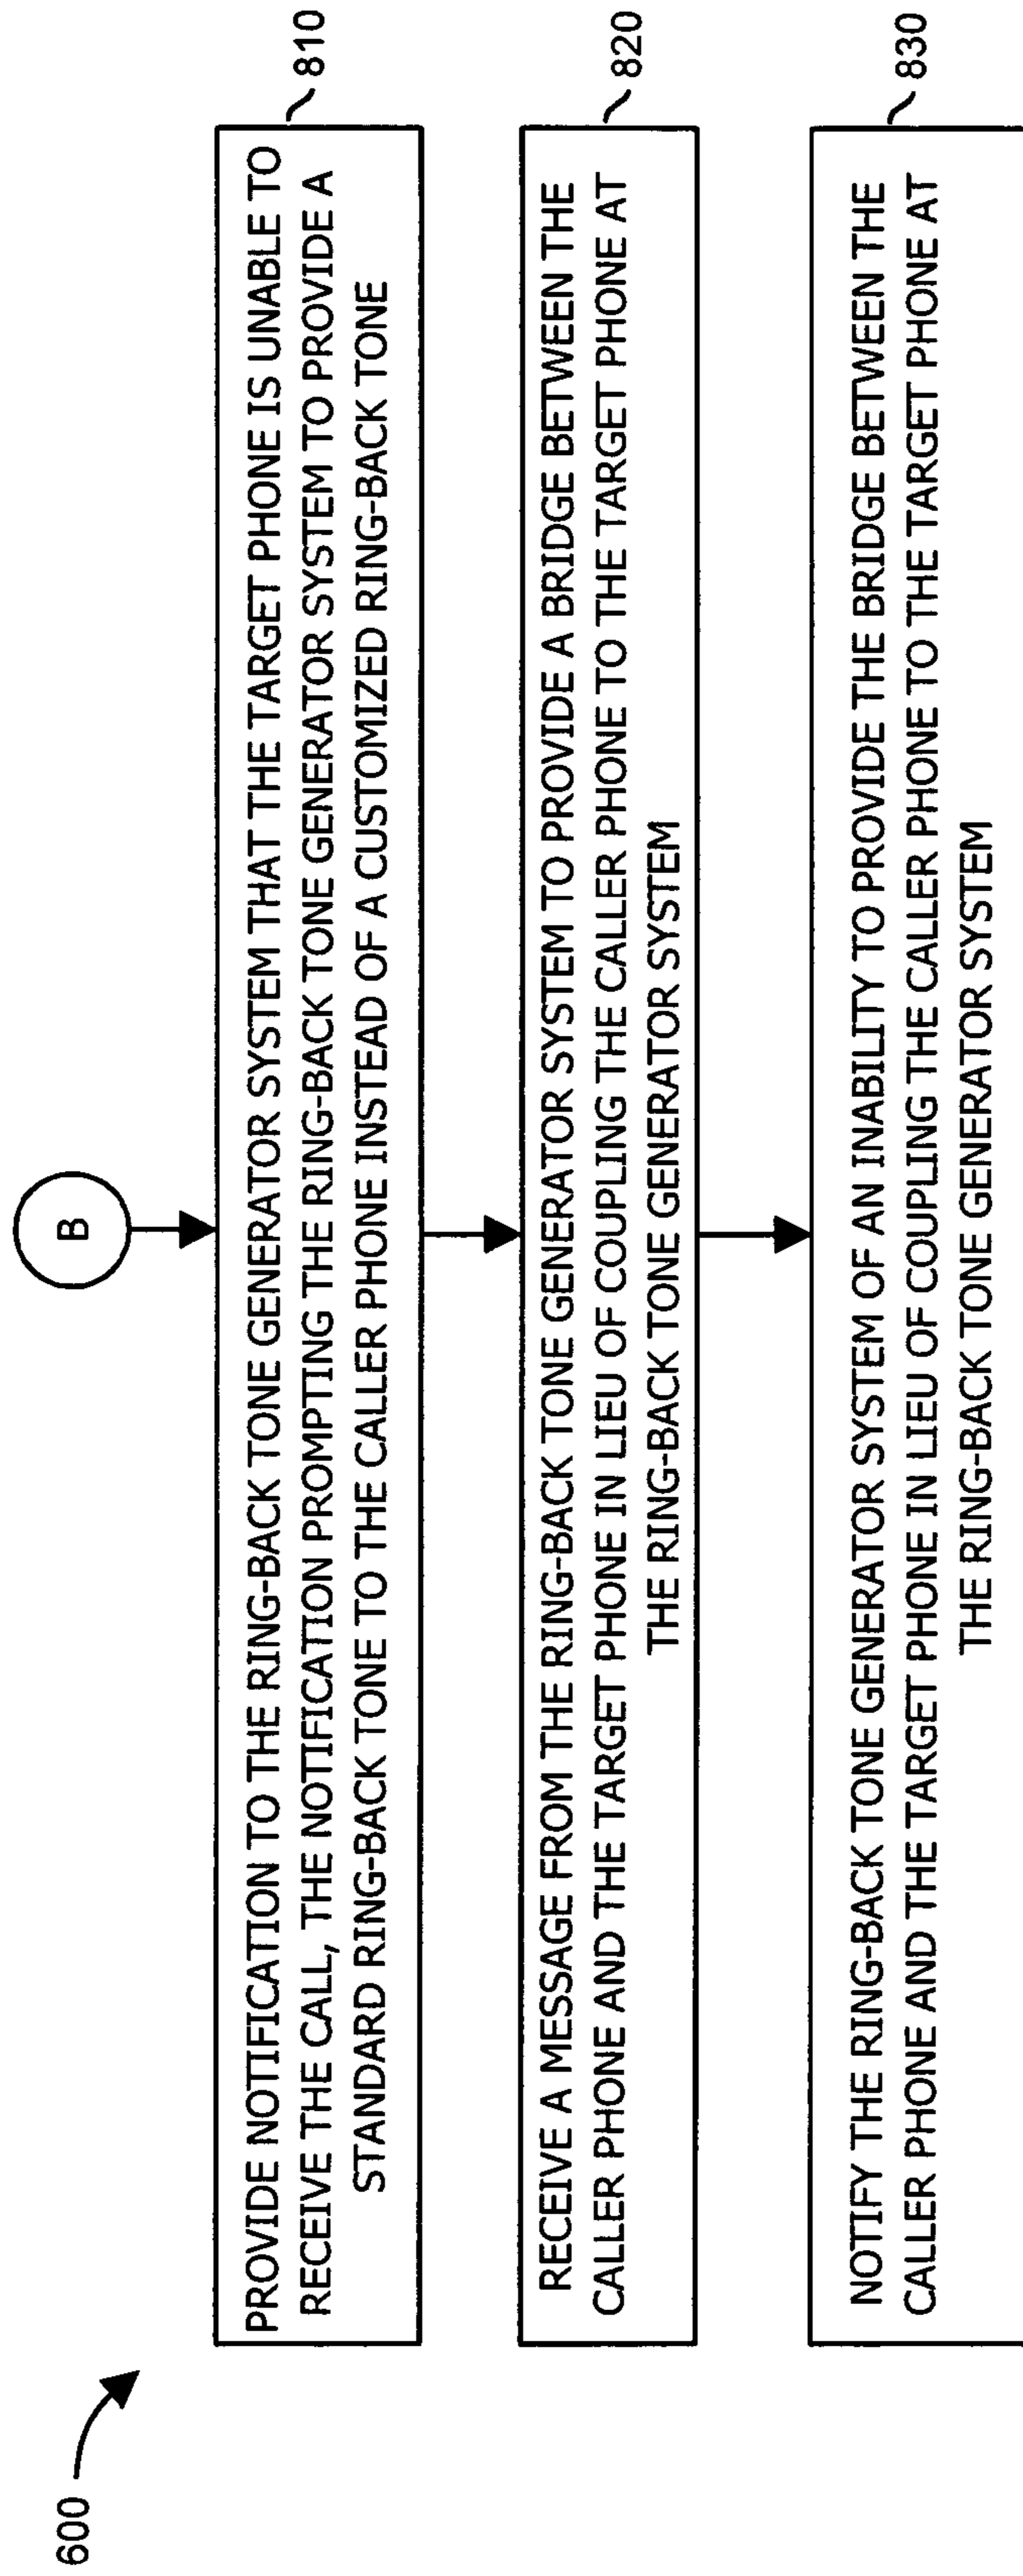 600
B
810
PROVIDE NOTIFICATION TO THE RING-BACK TONE GENERATOR SYSTEM THAT THE TARGET PHONE IS UNABLE TO
RECEIVE THE CALL, THE NOTIFICATION PROMPTING THE RING-BACK TONE GENERATOR SYSTEM TO PROVIDE A
STANDARD RING-BACK TONE TO THE CALLER PHONE INSTEAD OF A CUSTOMIZED RING-BACK TONE
820
RECEIVE A MESSAGE FROM THE RING-BACK TONE GENERATOR SYSTEM TO PROVIDE A BRIDGE BETWEEN THE
CALLER PHONE AND THE TARGET PHONE IN LIEU OF COUPLING THE CALLER PHONE TO THE TARGET PHONE AT
THE RING-BACK TONE GENERATOR SYSTEM
830
NOTIFY THE RING-BACK TONE GENERATOR SYSTEM OF AN INABILITY TO PROVIDE THE BRIDGE BETWEEN THE
CALLER PHONE AND THE TARGET PHONE IN LIEU OF COUPLING THE CALLER PHONE TO THE TARGET PHONE AT
THE RING-BACK TONE GENERATOR SYSTEM